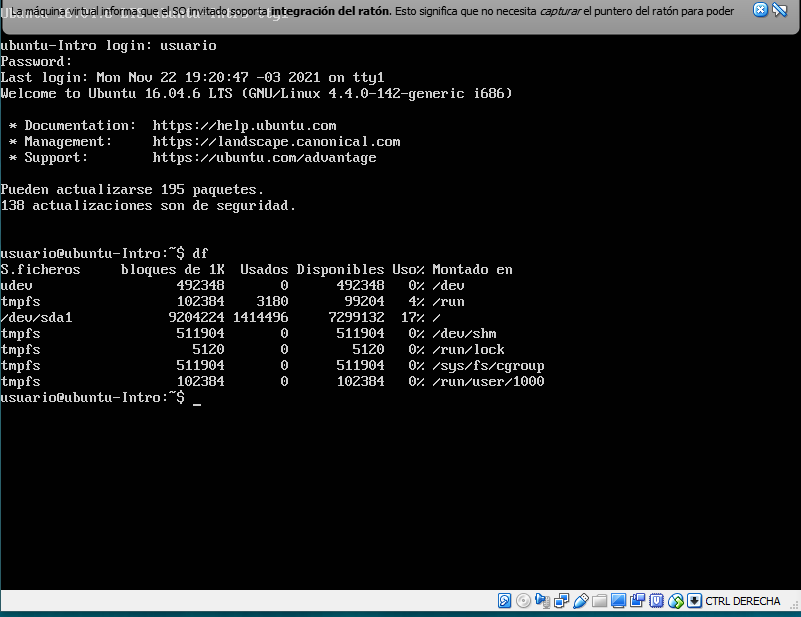 La máquina virtual informa que el SO invitado soporta integración del ratón. Esto significa que no necesita capturar el puntero del ratón para poder
ubuntu-Intro login: usuario
Password:
Last login: Mon Nov 22 19:20:47 -03 2021 on tty1
Welcome to Ubuntu 16.04.6 LTS (GNU/Linux 4.4.0-142-generic i686)
* Documentation: https://help.ubuntu.com
* Management: https://landscape.canonical.com
* Support: https://ubuntu.com/advantage
Pueden actualizarse 195 paquetes.
138 actualizaciones son de seguridad.
usuario@ubuntu-Intro:~$ df
S.ficheros bloques de 1K Usados Disponibles Uso% Montado en
udev 492348 0 492348 0% /dev
tmpfs 102384 3180 99204 4% /run
/dev/sda1 9204224 1414496 7299132 17% /
tmpfs 511904 0 511904 0% /dev/shm
tmpfs 5120 0 5120 0% /run/lock
tmpfs 511904 0 511904 0% /sys/fs/cgroup
tmpfs 102384 0 102384 0% /run/user/1000
usuario@ubuntu-Intro:~$ _
CTRL DERECHA